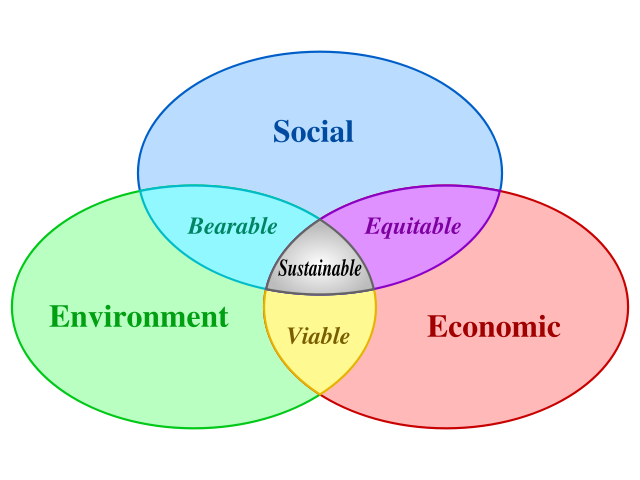 Social
Bearable
Equitable
Sustainable
Environment
Viable
Economic